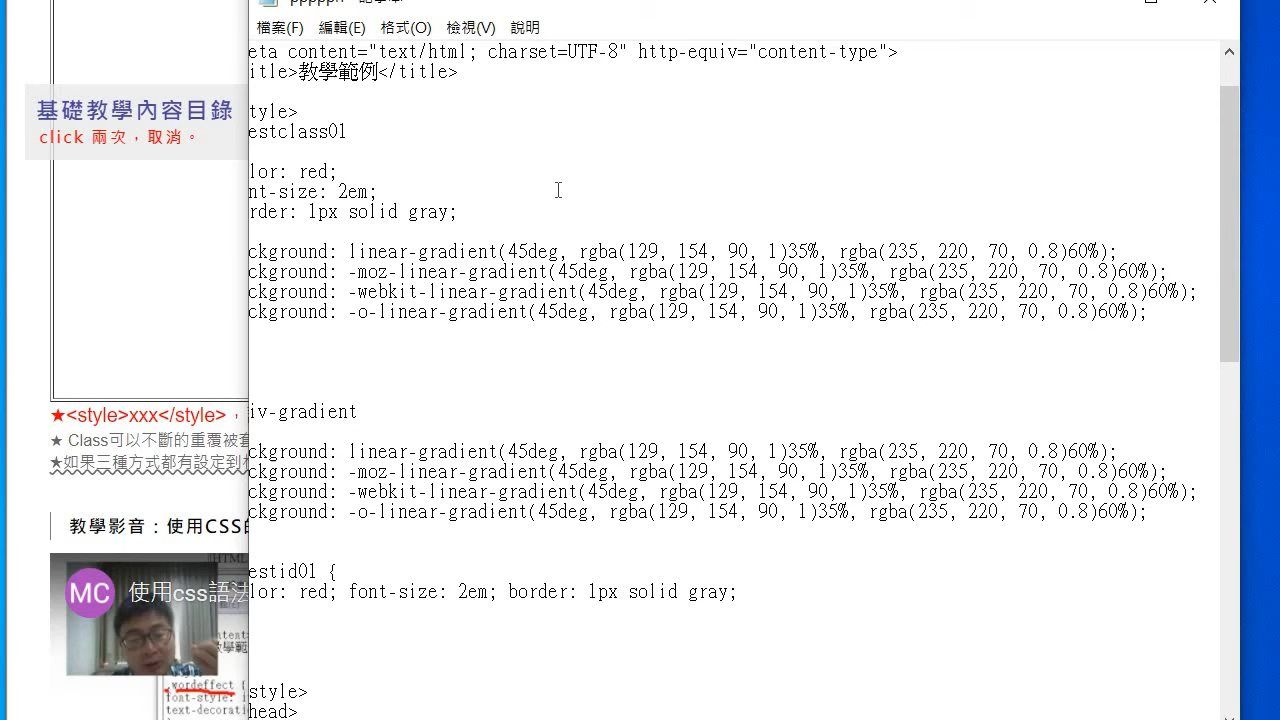 檔案(F) 編輯(E) 格式(O) 檢視(V) 說明
eta content="text/html; charset=UTF-8" http-equiv="content-type">
itle>教學範例</title>
tyle>
estclass01
lor: red;
nt-size: 2em;
rder: 1px solid gray;
ckground: linear-gradient(45deg, rgba(129, 154, 90, 1)35%, rgba(235, 220, 70, 0.8)60%);
ckground: -moz-linear-gradient(45deg, rgba(129, 154, 90, 1)35%, rgba(235, 220, 70, 0.8)60%);
ckground: -webkit-linear-gradient(45deg, rgba(129, 154, 90, 1)35%, rgba(235, 220, 70, 0.8)60%);
ckground: -o-linear-gradient(45deg, rgba(129, 154, 90, 1)35%, rgba(235, 220, 70, 0.8)60%);
iv-gradient
ckground: linear-gradient(45deg, rgba(129, 154, 90, 1)35%, rgba(235, 220, 70, 0.8)60%);
ckground: -moz-linear-gradient(45deg, rgba(129, 154, 90, 1)35%, rgba(235, 220, 70, 0.8)60%);
ckground: -webkit-linear-gradient(45deg, rgba(129, 154, 90, 1)35%, rgba(235, 220, 70, 0.8)60%);
ckground: -o-linear-gradient(45deg, rgba(129, 154, 90, 1)35%, rgba(235, 220, 70, 0.8)60%);
estid01 {
lor: red; font-size: 2em; border: 1px solid gray;
style>
head>
基礎教學內容目錄
click 兩次，取消。
★<style>xxx</style>，
★ Class可以不斷的重覆被套
★如果三種方式都有設定到
教學影音：使用CSS的
MC 使用css語法
.wordeffect {
font-style: i
text-decorati